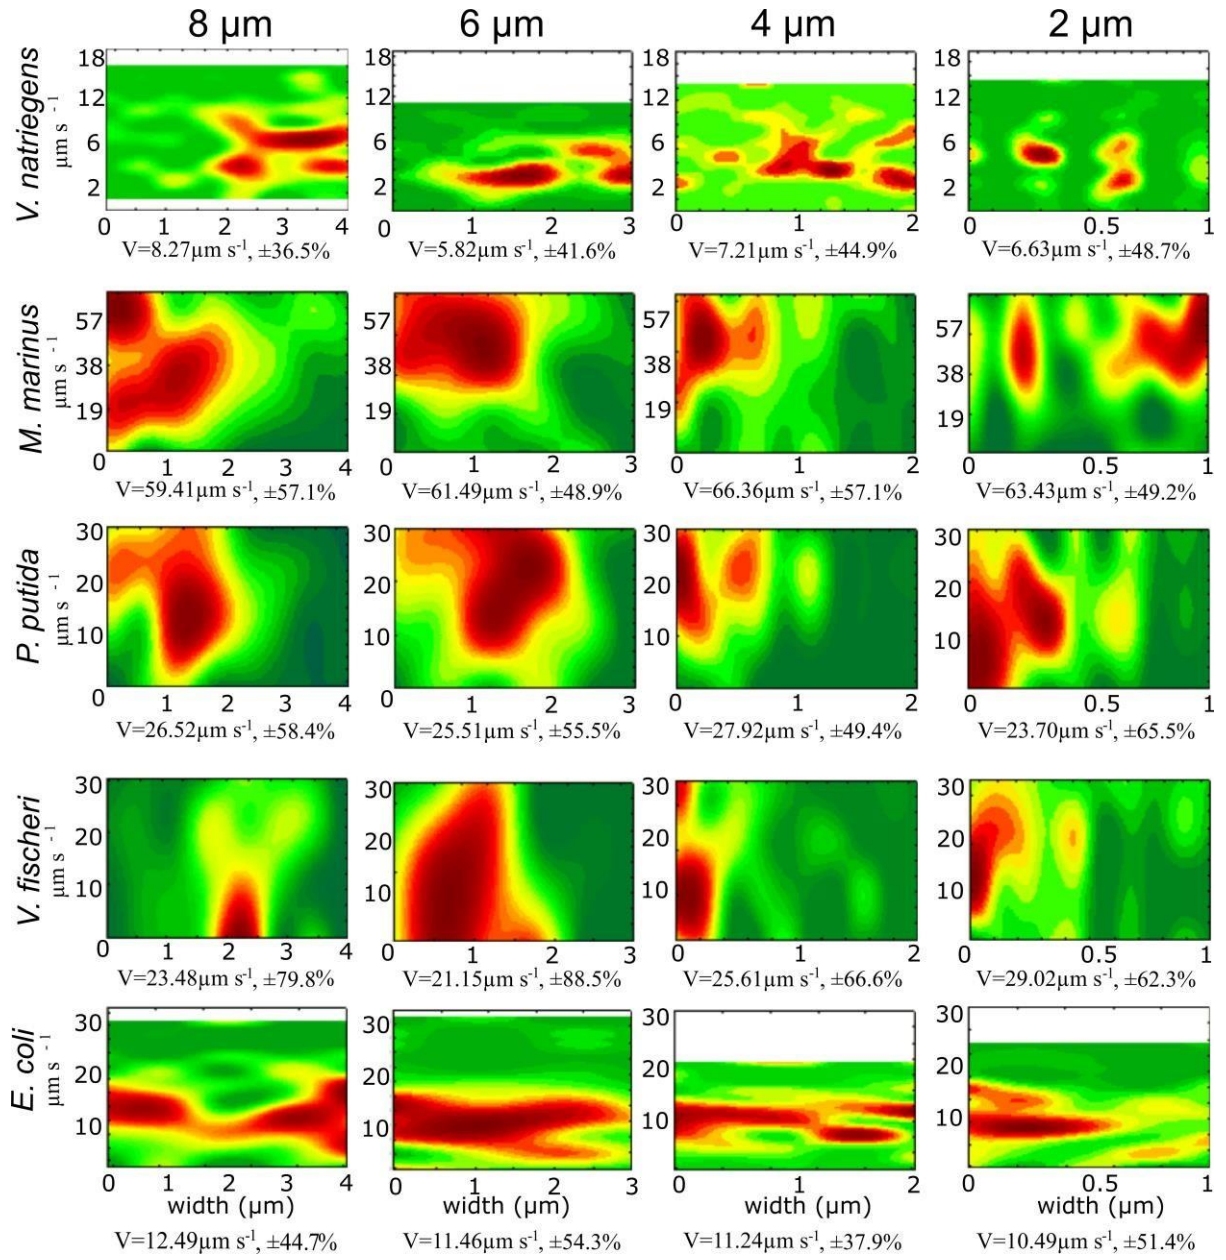 8 µm 6 µm 4 µm 2 µm
V. natriegens
µm s -1
18 12 6 2
18 12 6 2
18 12 6 2
18 12 6 2
0 1 2 3 4
0 1 2 3
0 1 2
0 0.5 1
V=8.27µm s-1, ±36.5% V=5.82µm s-1, ±41.6% V=7.21µm s-1, ±44.9% V=6.63µm s-1, ±48.7%
M. marinus
µm s -1
57 38 19
57 38 19
57 38 19
57 38 19
0 1 2 3 4
0 1 2 3
0 1 2
0 0.5 1
V=59.41µm s-1, ±57.1% V=61.49µm s-1, ±48.9% V=66.36µm s-1, ±57.1% V=63.43µm s-1, ±49.2%
P. putida
µm s -1
30 20 10
30 20 10
30 20 10
30 20 10
0 1 2 3 4
0 1 2 3
0 1 2
0 0.5 1
V=26.52µm s-1, ±58.4% V=25.51µm s-1, ±55.5% V=27.92µm s-1, ±49.4% V=23.70µm s-1, ±65.5%
V. fischeri
µm s -1
30 20 10
30 20 10
30 20 10
30 20 10
0 1 2 3 4
0 1 2 3
0 1 2
0 0.5 1
V=23.48µm s-1, ±79.8% V=21.15µm s-1, ±88.5% V=25.61µm s-1, ±66.6% V=29.02µm s-1, ±62.3%
E. coli
µm s -1
30 20 10
30 20 10
30 20 10
30 20 10
0 1 2 3 4
0 1 2 3
0 1 2
0 0.5 1
width (µm) width (µm) width (µm) width (µm)
V=12.49µm s-1, ±44.7% V=11.46µm s-1, ±54.3% V=11.24µm s-1, ±37.9% V=10.49µm s-1, ±51.4%